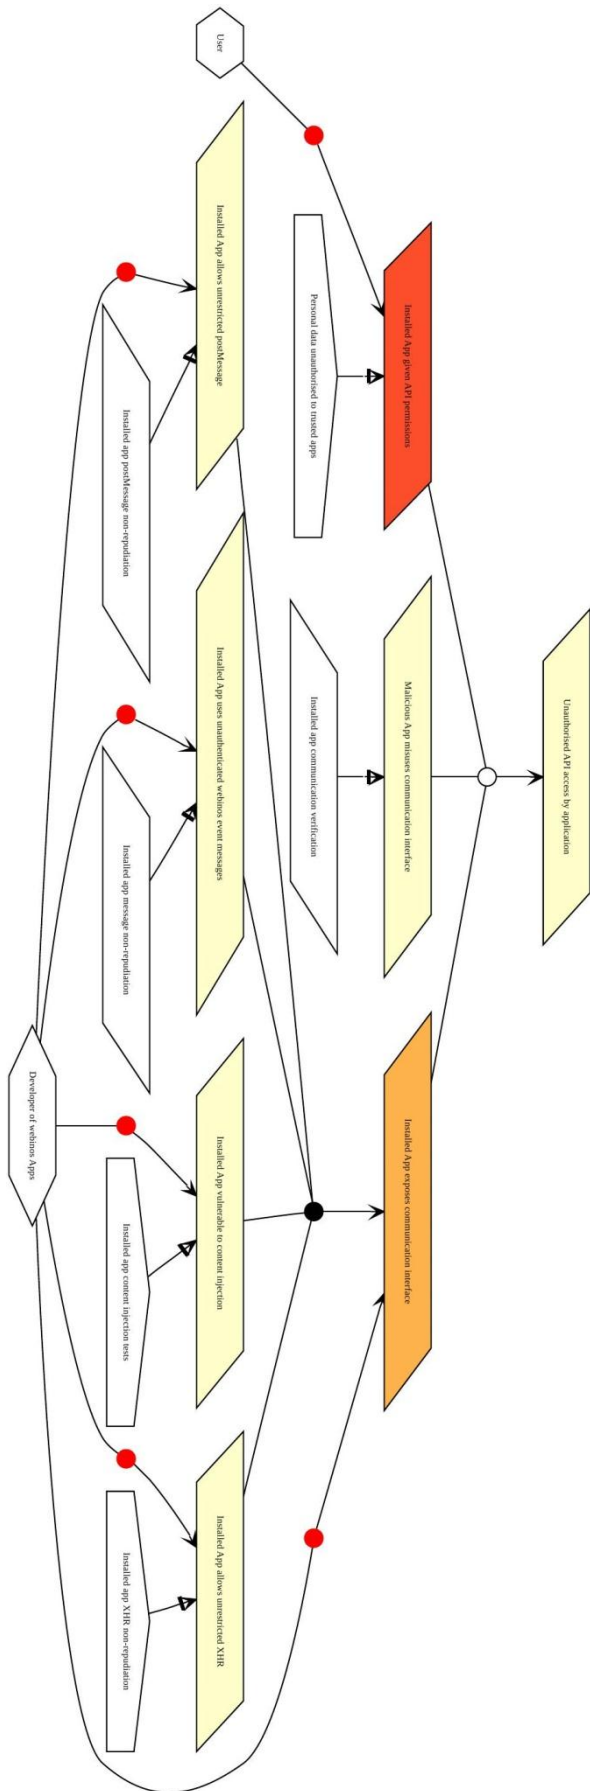 Unauthorised API access by application
Installed App given API permissions
Malicious App misuses communication interface
Installed App exposes communication interface
User
Personal data unauthorised to trusted apps
Installed app communication verification
Installed App allows unrestricted postMessage
Installed App uses unauthenticated webinos event messages
Installed App vulnerable to content injection
Installed App allows unrestricted XHR
Installed app postMessage non-repudiation
Installed app message non-repudiation
Installed app content injection tests
Installed app XHR non-repudiation
Developer of webinos Apps